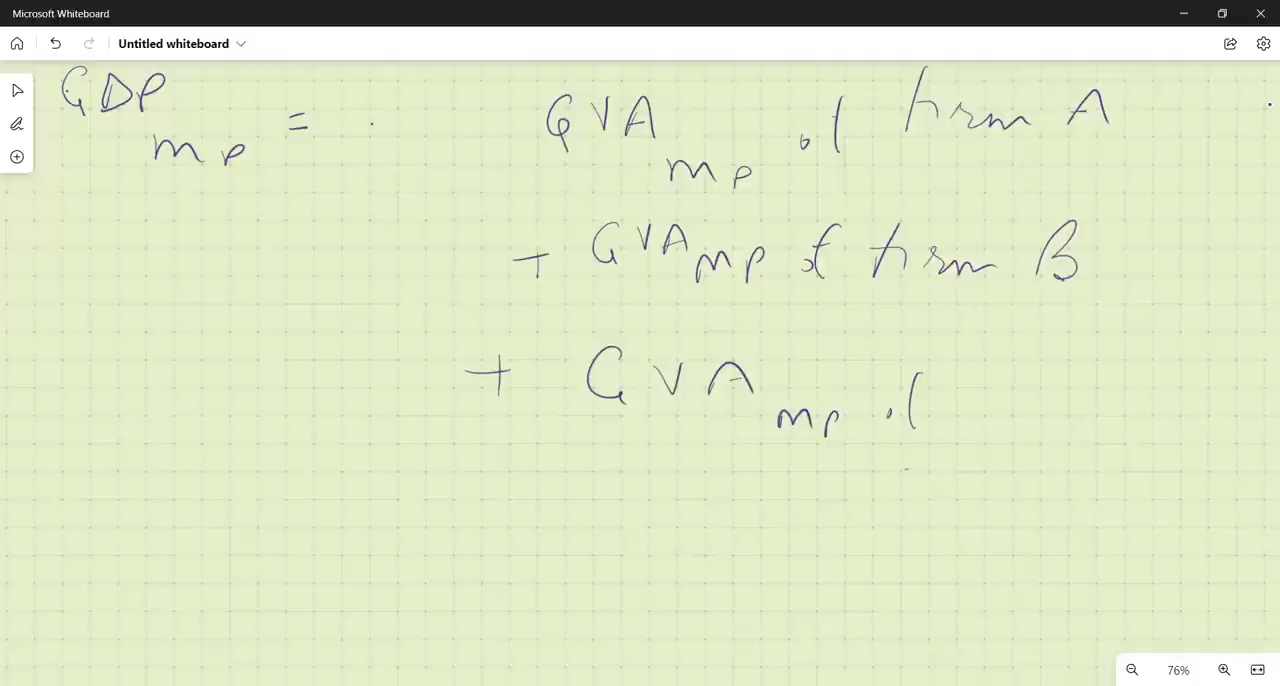 Microsoft Whiteboard
Untitled whiteboard
GDP mp = GVA mp of firm A
+ GVA mp of firm B
+ GVA mp of
76%